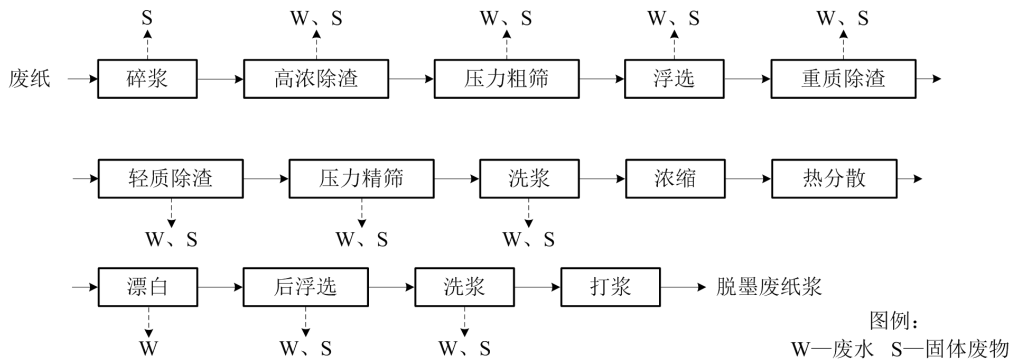 S W、S W、S W、S W、S
废纸 碎浆 高浓除渣 压力粗筛 浮选 重质除渣
轻质除渣 压力精筛 洗浆 浓缩 热分散
W、S W、S W、S
漂白 后浮选 洗浆 打浆 脱墨废纸浆
W W、S W、S
图例：
W—废水 S—固体废物